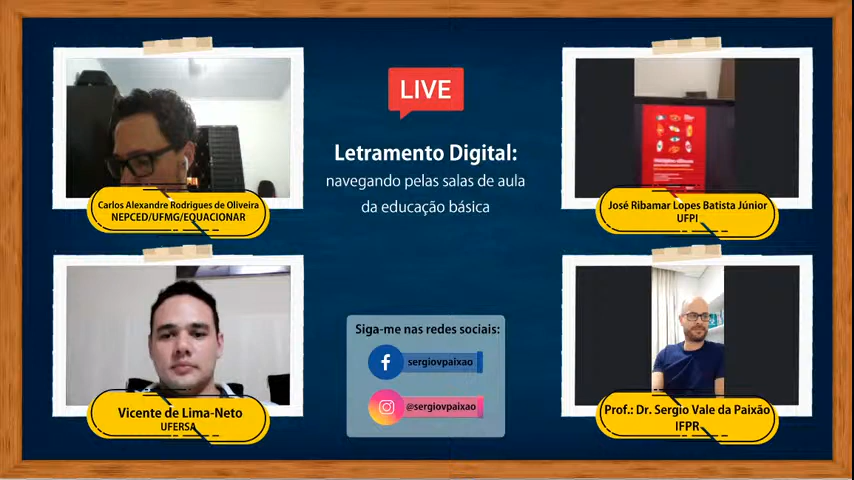 LIVE
Letramento Digital:
navegando pelas salas de aula
da educação básica
Carlos Alexandre Rodrigues de Oliveira
NEPCED/UFMG/EQUACIONAR
José Ribamar Lopes Batista Júnior
UFPI
Vicente de Lima-Neto
UFERSA
Siga-me nas redes sociais:
sergiovpaixao
@sergiovpaixao
Prof.: Dr. Sergio Vale da Paixão
IFPR